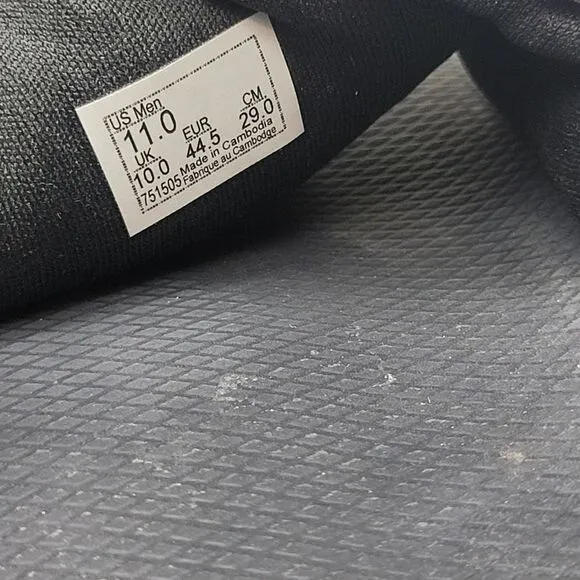 US Men
11.0
UK. EUR CM.
10.0 44.5 29.0
751505 Made in Cambodia
Fabrique au Cambodge